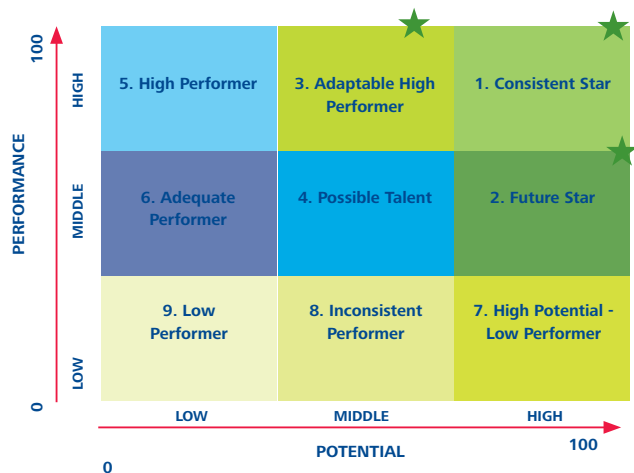 100
HIGH
5. High Performer
3. Adaptable High
Performer
1. Consistent Star
PERFORMANCE
MIDDLE
6. Adequate
Performer
4. Possible Talent
2. Future Star
LOW
9. Low
Performer
8. Inconsistent
Performer
7. High Potential -
Low Performer
0
LOW
MIDDLE
HIGH
0
POTENTIAL
100